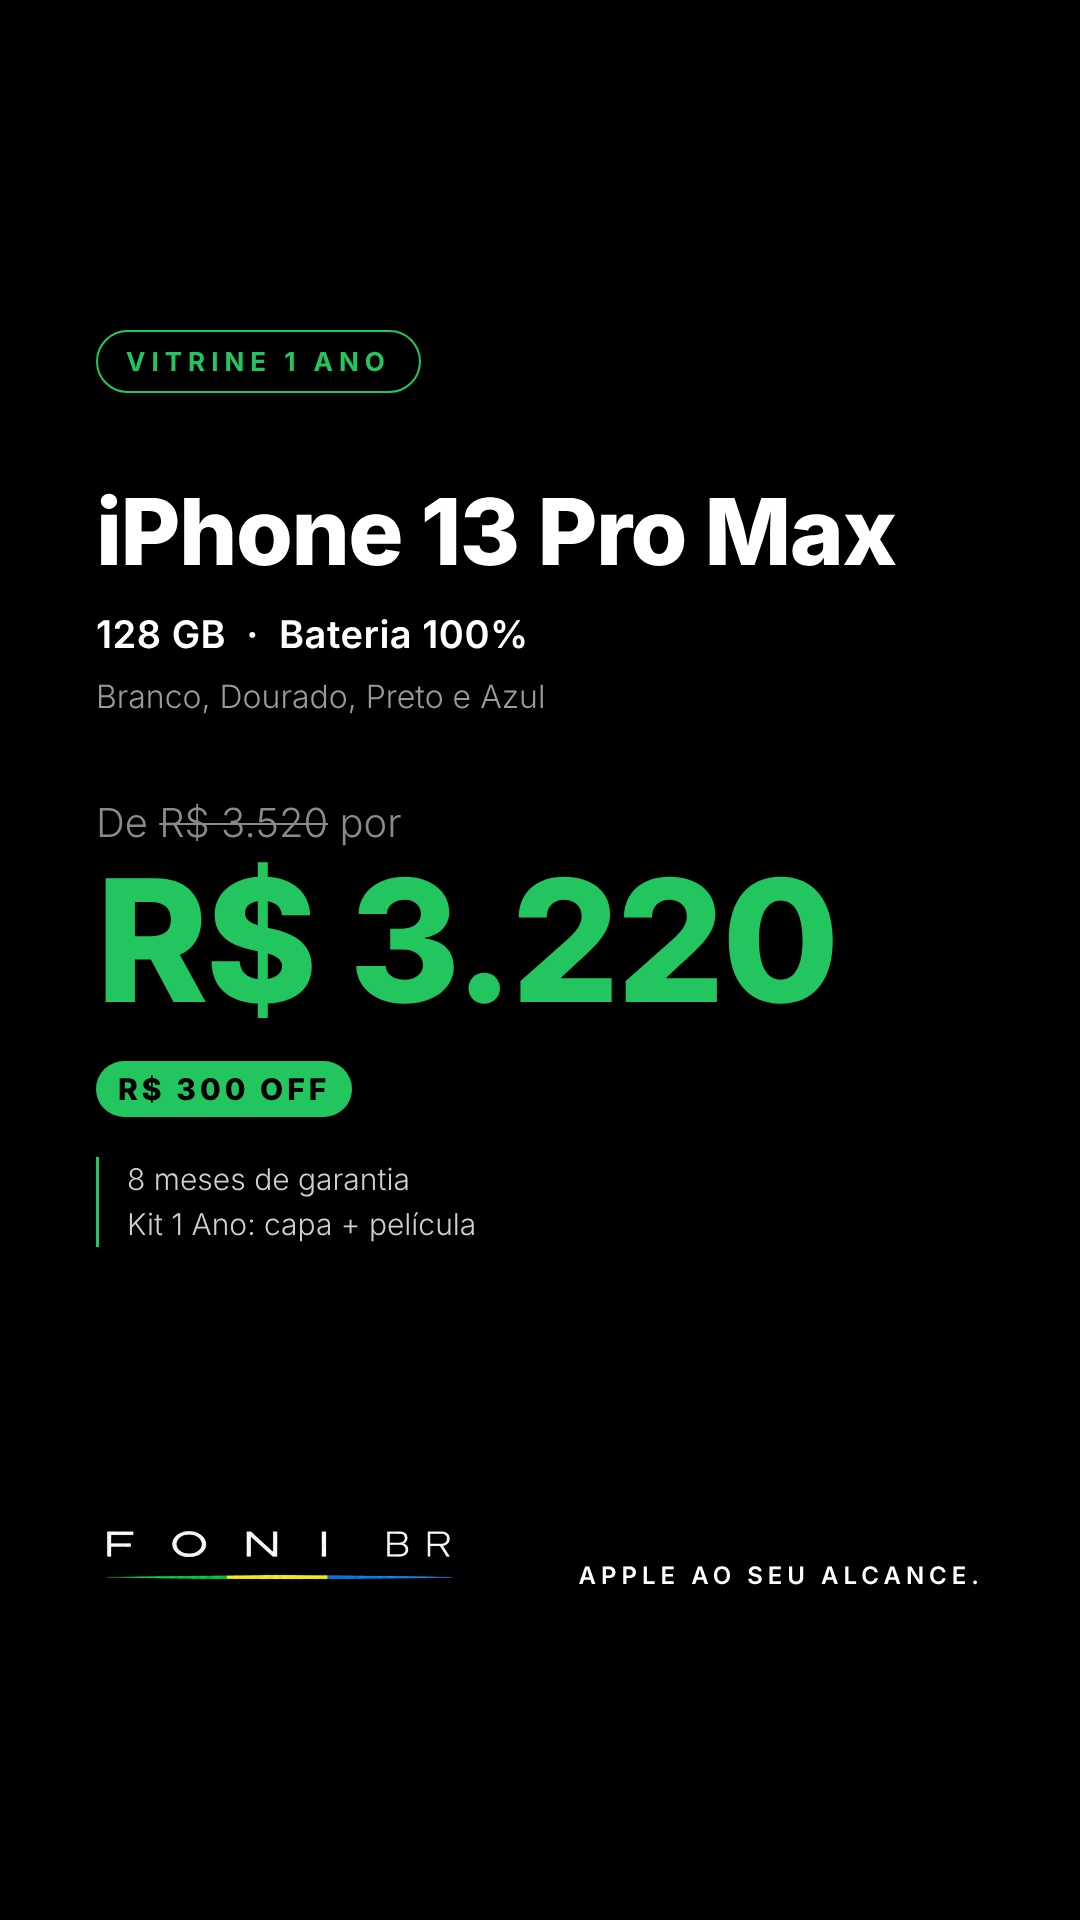 VITRINE 1 ANO
iPhone 13 Pro Max
128 GB · Bateria 100%
Branco, Dourado, Preto e Azul
De R$ 3.520 por
R$ 3.220
R$ 300 OFF
8 meses de garantia
Kit 1 Ano: capa + película
FONI BR
APPLE AO SEU ALCANCE.